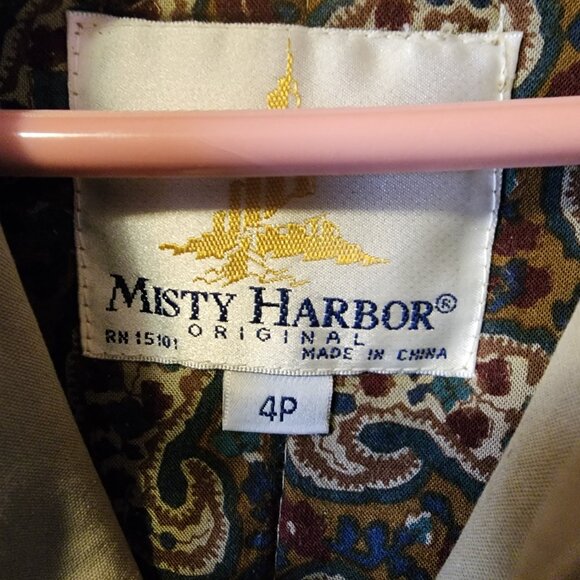 MISTY HARBOR®
ORIGINAL
RN 15101
MADE IN CHINA
4P